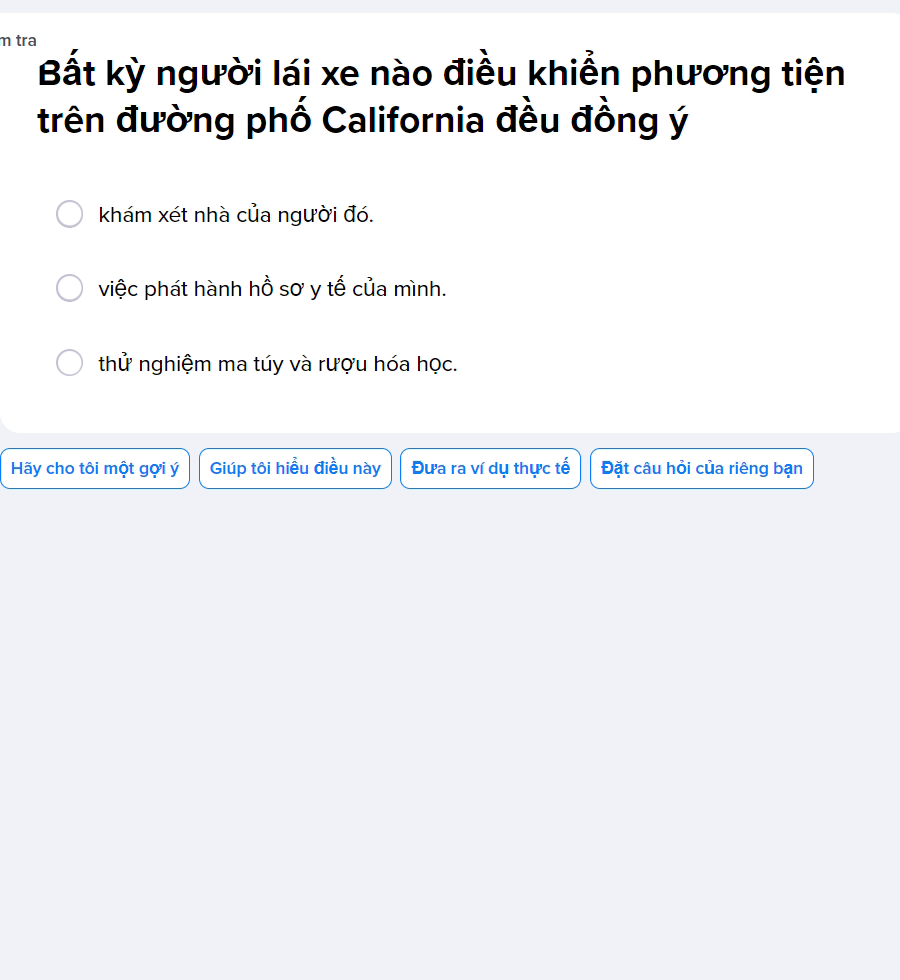 m tra
Bất kỳ người lái xe nào điều khiển phương tiện
trên đường phố California đều đồng ý
khám xét nhà của người đó.
việc phát hành hồ sơ y tế của mình.
thử nghiệm ma túy và rượu hóa học.
Hãy cho tôi một gợi ý
Giúp tôi hiểu điều này
Đưa ra ví dụ thực tế
Đặt câu hỏi của riêng bạn